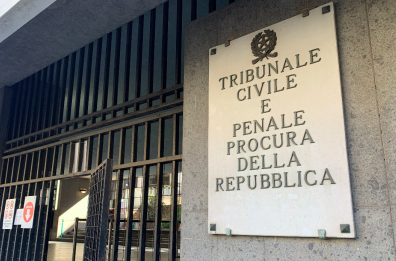 TRIBUNALE
CIVILE
E
PENALE
PROCURA
DELLA
REPUBBLICA